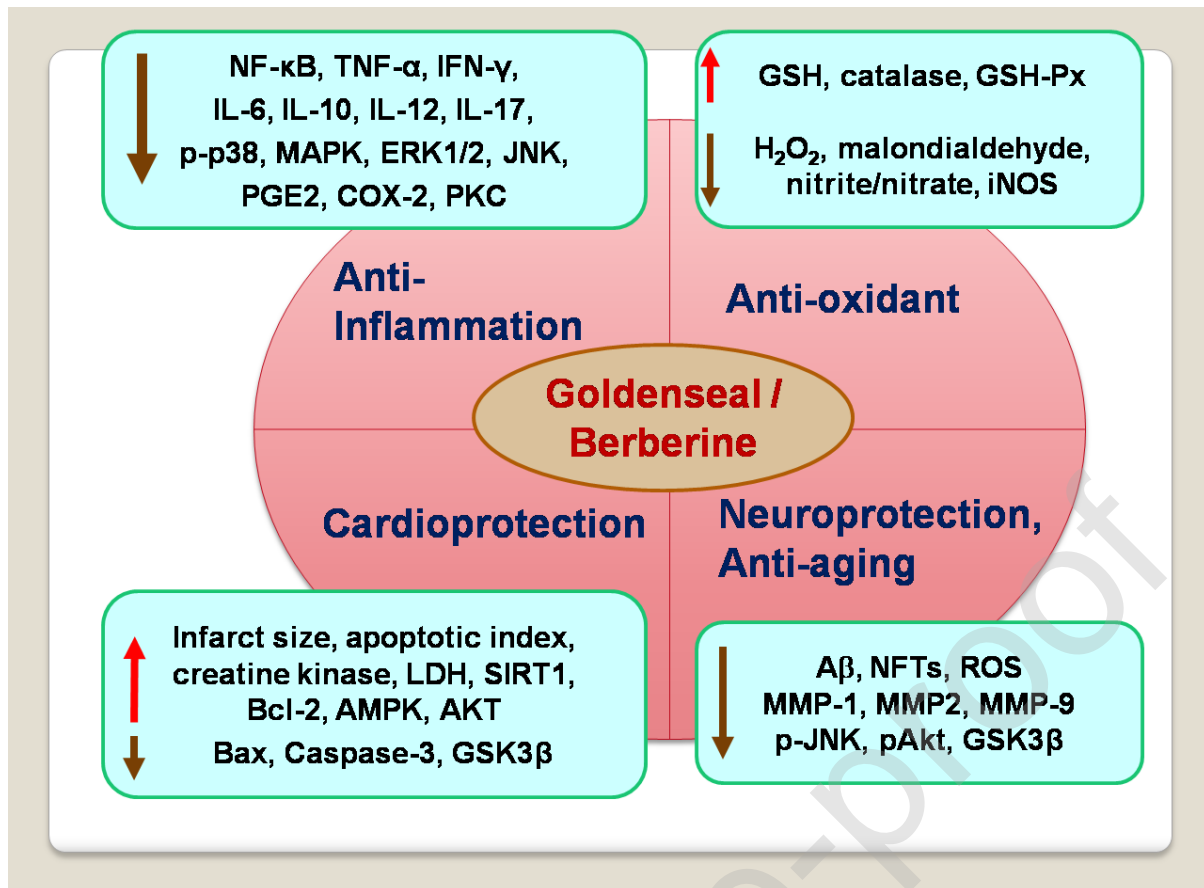 NF-κB, TNF-α, IFN-γ,
IL-6, IL-10, IL-12, IL-17,
p-p38, MAPK, ERK1/2, JNK,
PGE2, COX-2, PKC
GSH, catalase, GSH-Px
H₂O₂, malondialdehyde,
nitrite/nitrate, iNOS
Anti-
Inflammation
Anti-oxidant
Goldenseal /
Berberine
Cardioprotection
Neuroprotection,
Anti-aging
Infarct size, apoptotic index,
creatine kinase, LDH, SIRT1,
Bcl-2, AMPK, AKT
Bax, Caspase-3, GSK3β
Aβ, NFTs, ROS
MMP-1, MMP2, MMP-9
p-JNK, pAkt, GSK3β
-proof